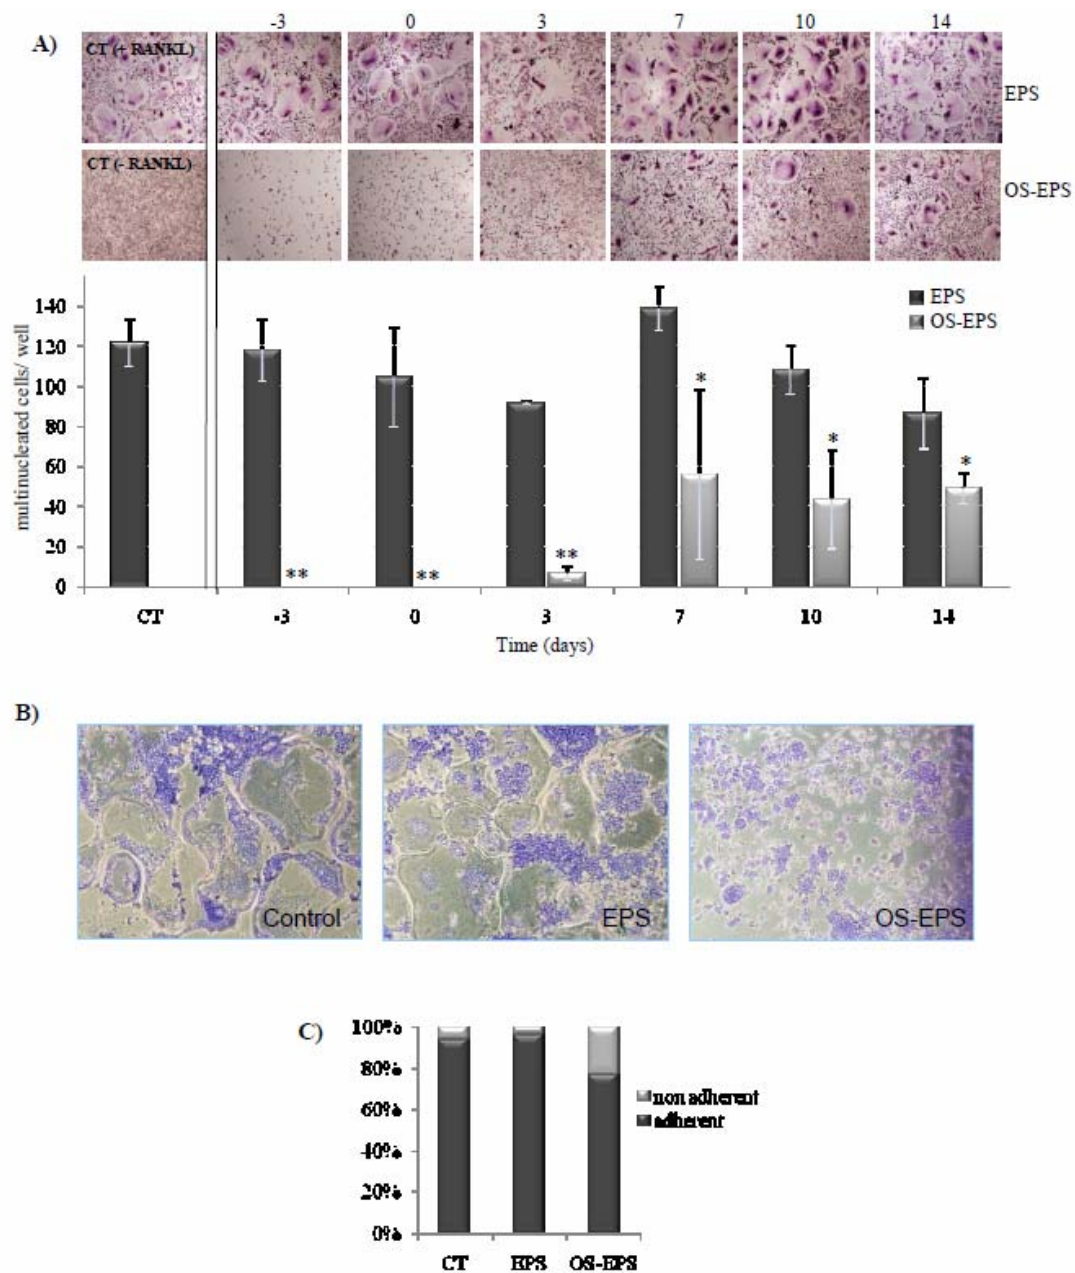 -3 0 3 7 10 14
A)
CT (+ RANKL)
EPS
CT (- RANKL)
OS-EPS
140
120
100
80
60
40
20
0
multinucleated cells/ well
EPS
OS-EPS
** ** ** * * *
CT -3 0 3 7 10 14
Time (days)
B)
Control
EPS
OS-EPS
C)
100%
80%
60%
40%
20%
0%
non adherent
adherent
CT EPS OS-EPS